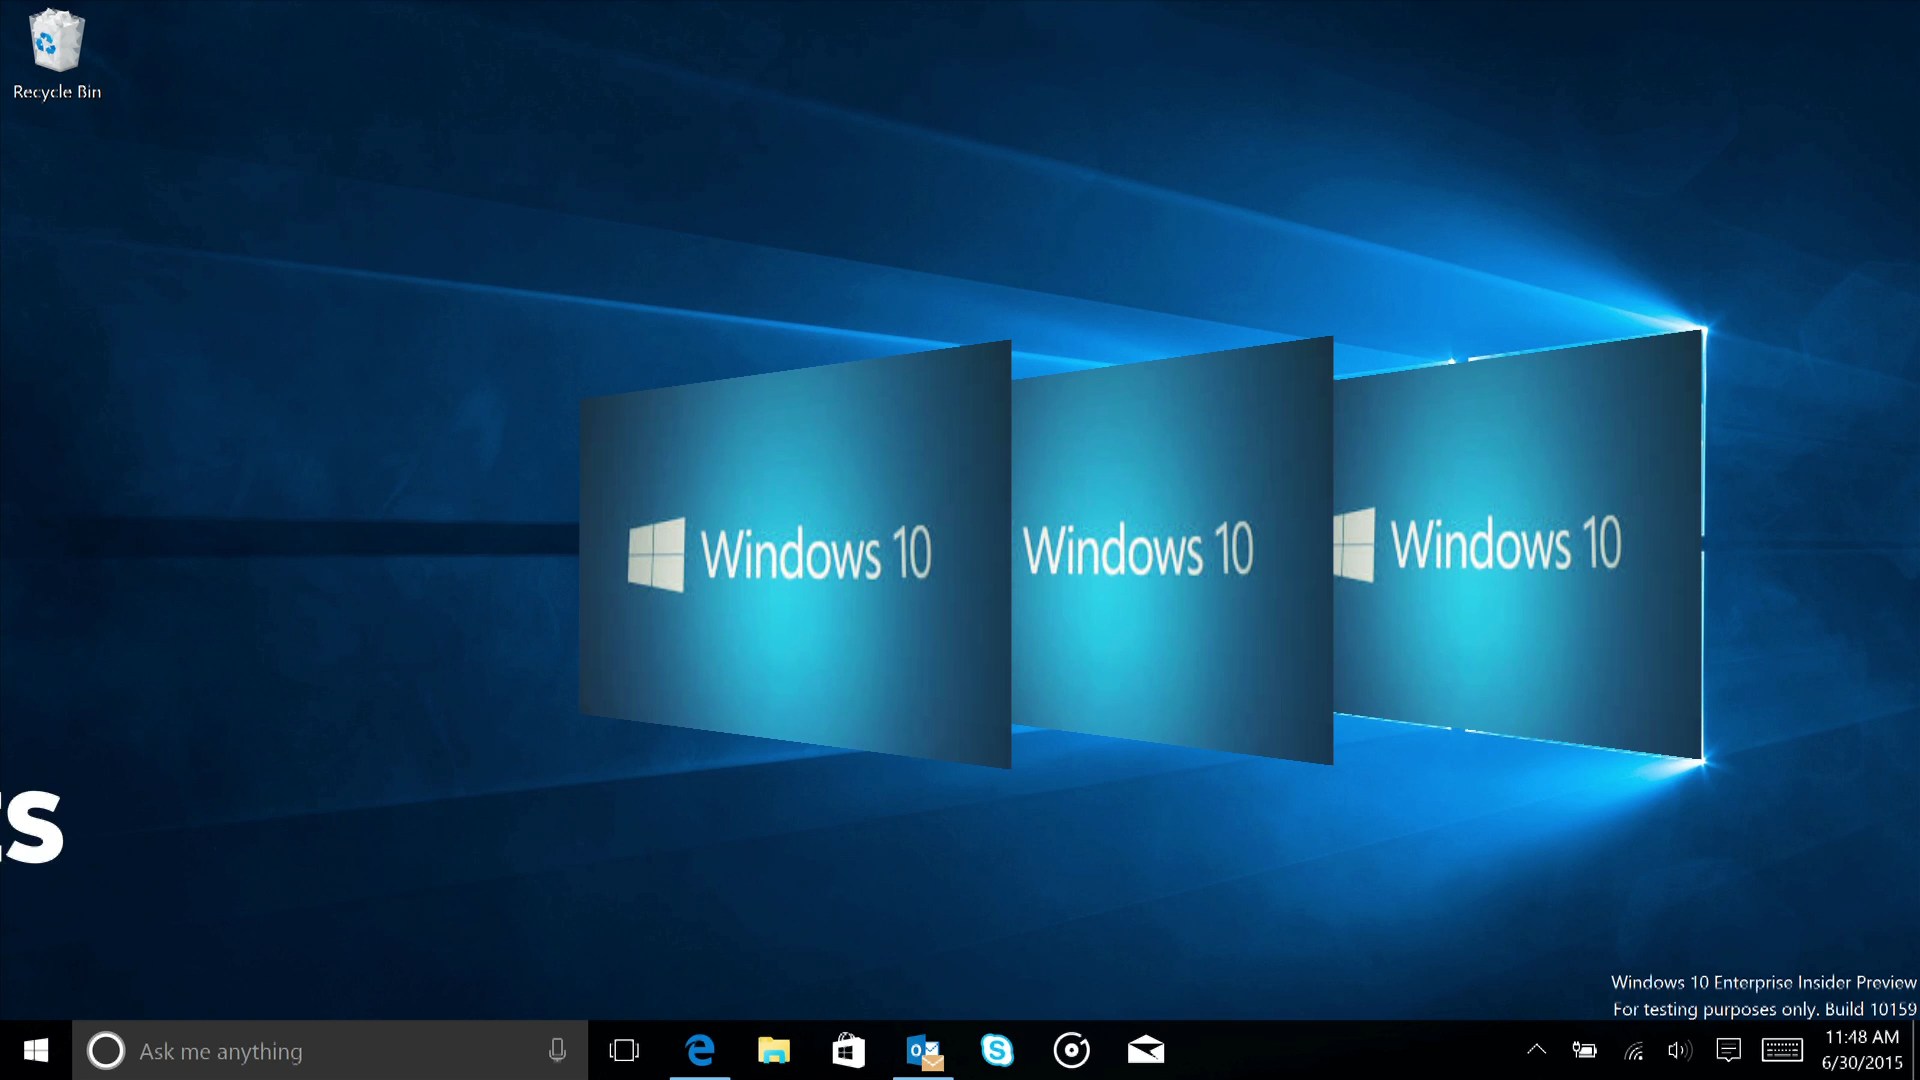 Recycle Bin
Windows 10
Windows 10
Windows 10
ts
Windows 10 Enterprise Insider Preview
For testing purposes only. Build 10159
Ask me anything
11:48 AM
6/30/2015